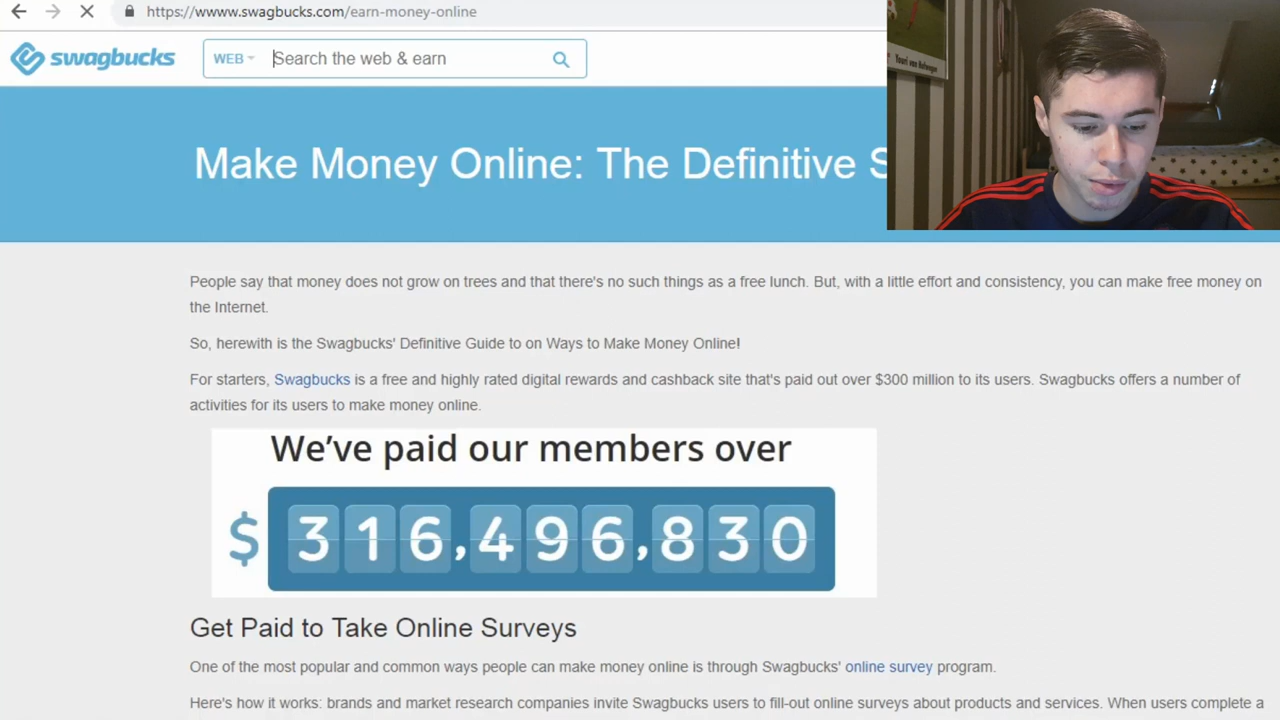 https://wwww.swagbucks.com/earn-money-online
swagbucks
WEB
Search the web & earn
Make Money Online: The Definitive
People say that money does not grow on trees and that there's no such things as a free lunch. But, with a little effort and consistency, you can make free money on
the Internet.
So, herewith is the Swagbucks' Definitive Guide to on Ways to Make Money Online!
For starters, Swagbucks is a free and highly rated digital rewards and cashback site that's paid out over $300 million to its users. Swagbucks offers a number of
activities for its users to make money online.
We've paid our members over
$ 316,496,830
Get Paid to Take Online Surveys
One of the most popular and common ways people can make money online is through Swagbucks' online survey program.
Here's how it works: brands and market research companies invite Swagbucks users to fill-out online surveys about products and services. When users complete a